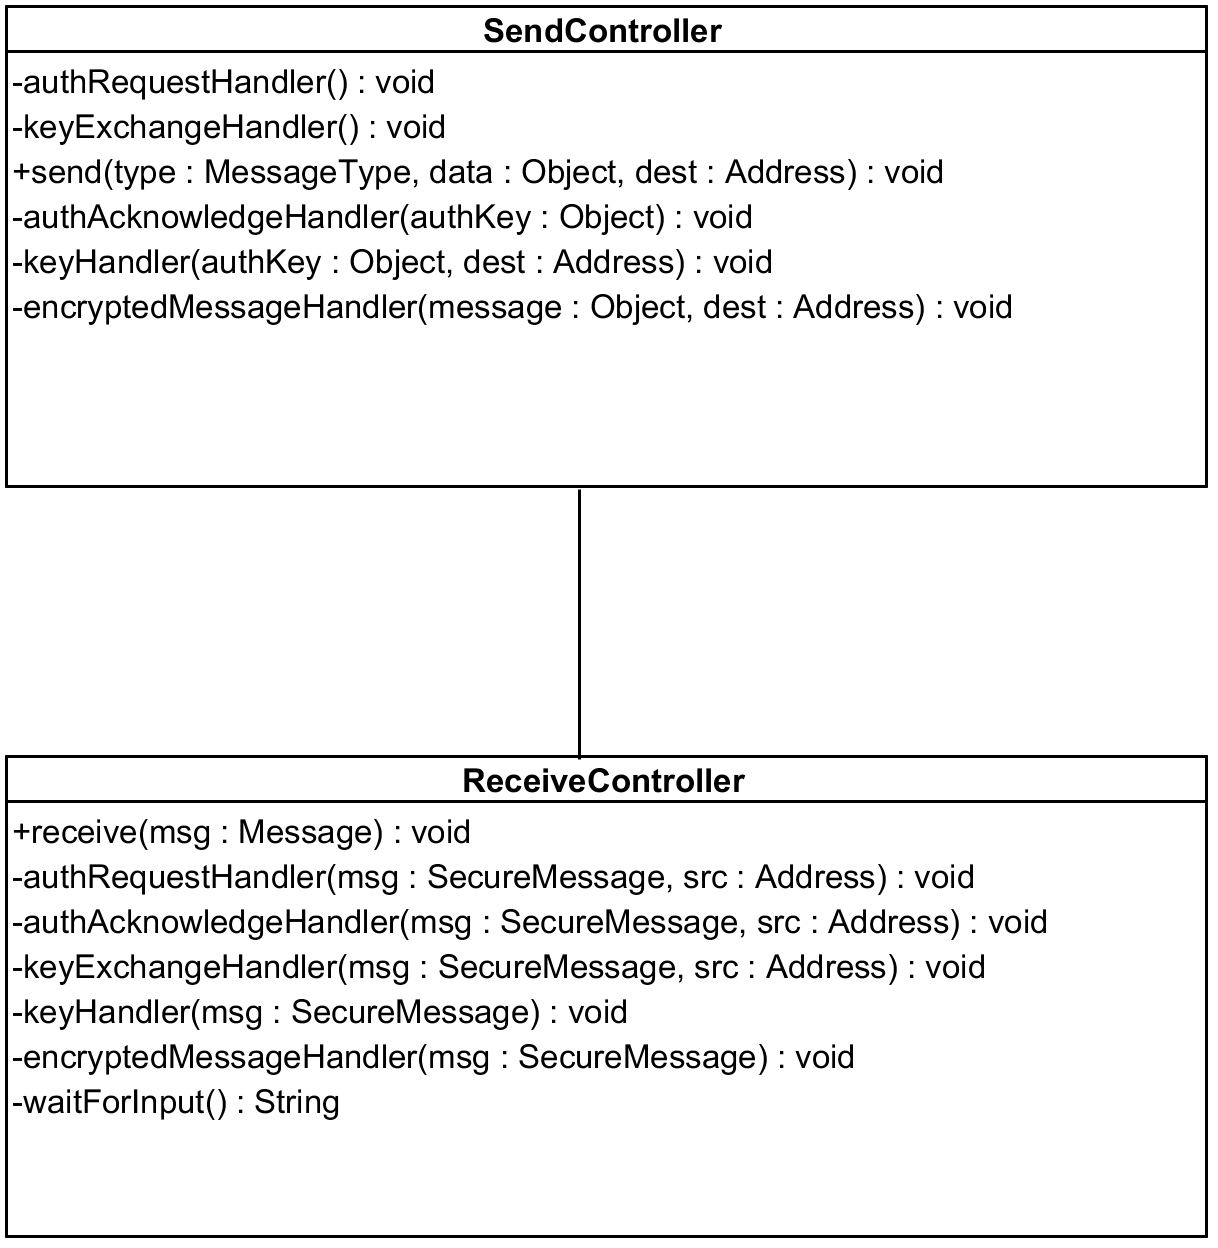 SendController
-authRequestHandler() : void
-keyExchangeHandler() : void
+send(type : MessageType, data : Object, dest : Address) : void
-authAcknowledgeHandler(authKey : Object) : void
-keyHandler(authKey : Object, dest : Address) : void
-encryptedMessageHandler(message : Object, dest : Address) : void
ReceiveController
+receive(msg : Message) : void
-authRequestHandler(msg : SecureMessage, src : Address) : void
-authAcknowledgeHandler(msg : SecureMessage, src : Address) : void
-keyExchangeHandler(msg : SecureMessage, src : Address) : void
-keyHandler(msg : SecureMessage) : void
-encryptedMessageHandler(msg : SecureMessage) : void
-waitForInput() : String